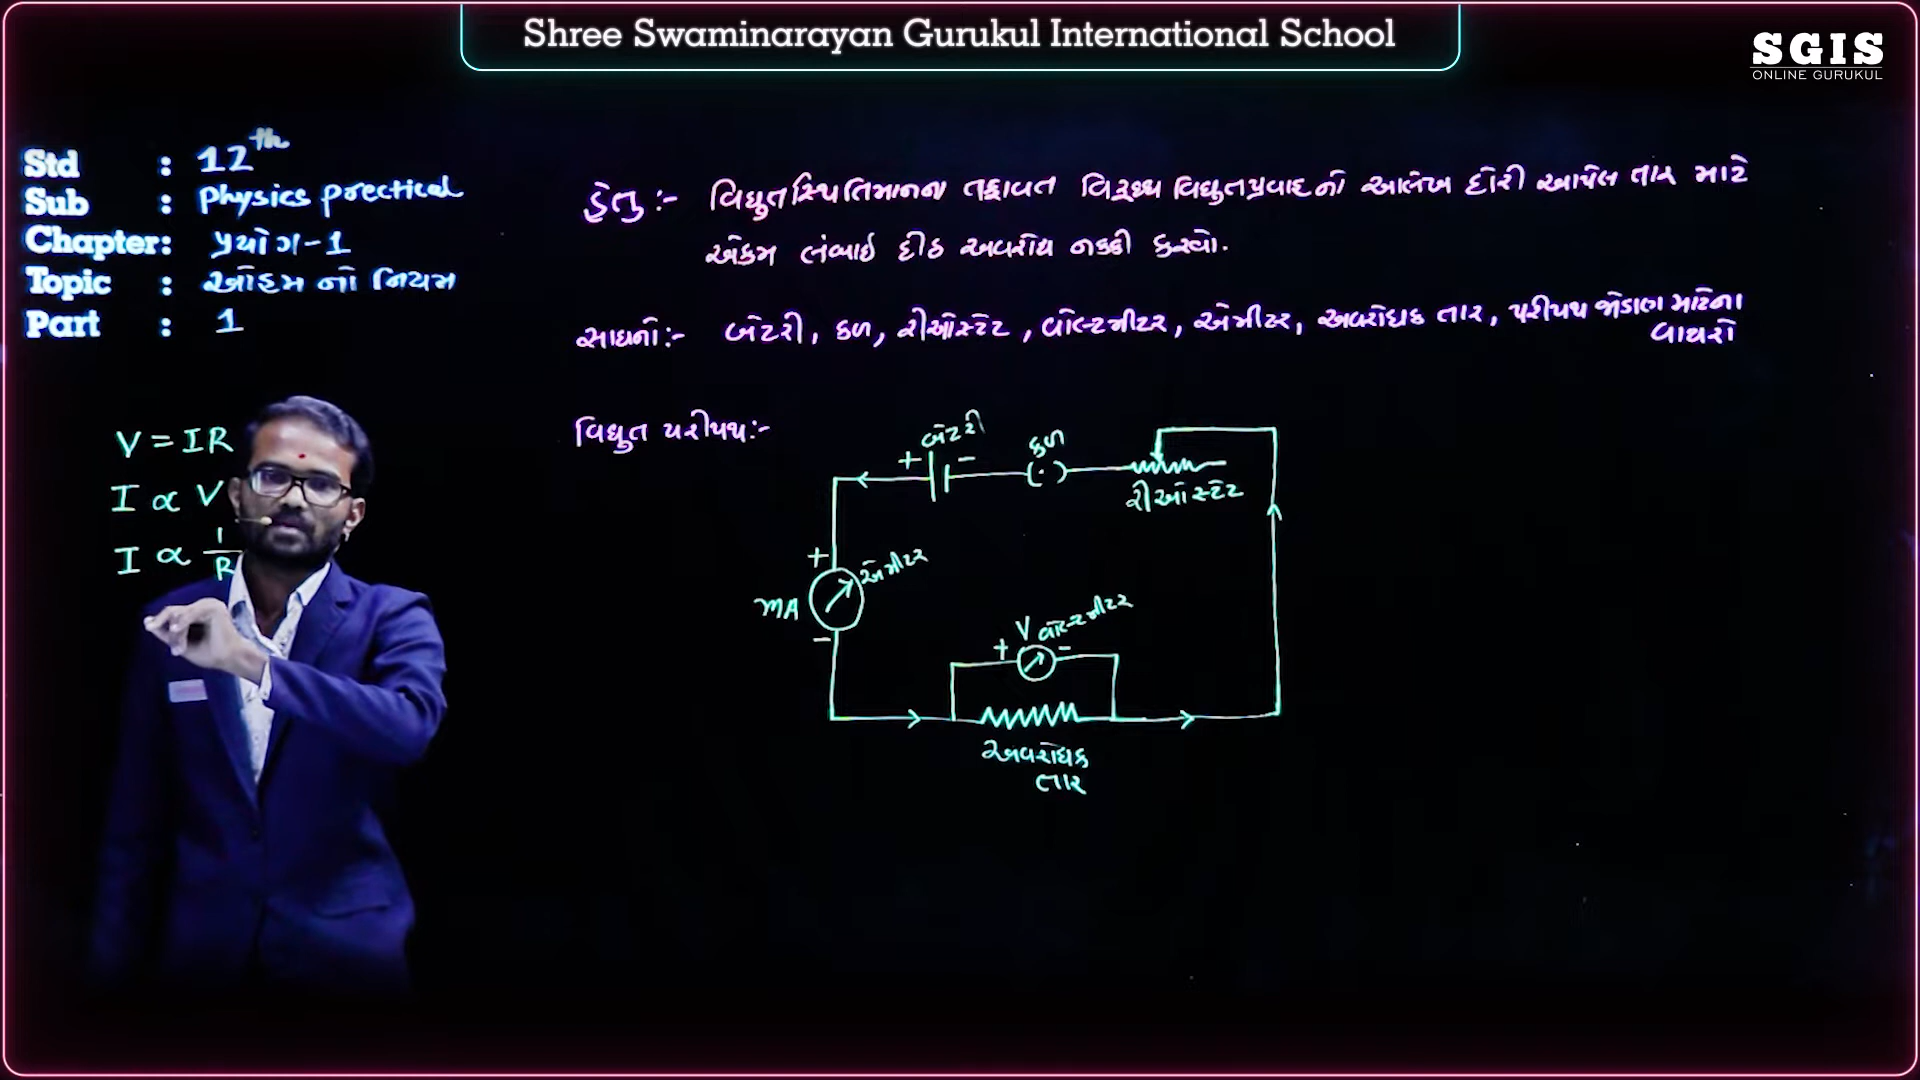 Shree Swaminarayan Gurukul International School
SGIS
ONLINE GURUKUL
Std : 12th
Sub : Physics prectical
Chapter: પ્રયોગ-1
Topic : ઓહમ નો નિયમ
Part : 1
હેતુ :- વિદ્યુતસ્થિતિમાનના તફાવત વિરૂધ્ધ વિદ્યુતપ્રવાહનો આલેખ દોરી આપેલ તાર માટે
એકમ લંબાઇ દીઠ અવરોધ નક્કી કરવો.
સાધનો:- બેટરી, કળ, રીઓસ્ટેટ, વોલ્ટમીટર, એમીટર, અવરોધક તાર, પરીપથ જોડાણ માટેના
વાયરો
વિદ્યુત પરીપથ:-
V = IR
I ∝ V
I ∝ 1/R
બેટરી
+ -
કળ
રીઓસ્ટેટ
+
એમીટર
mA
-
V વોલ્ટમીટર
+ -
અવરોધક
તાર